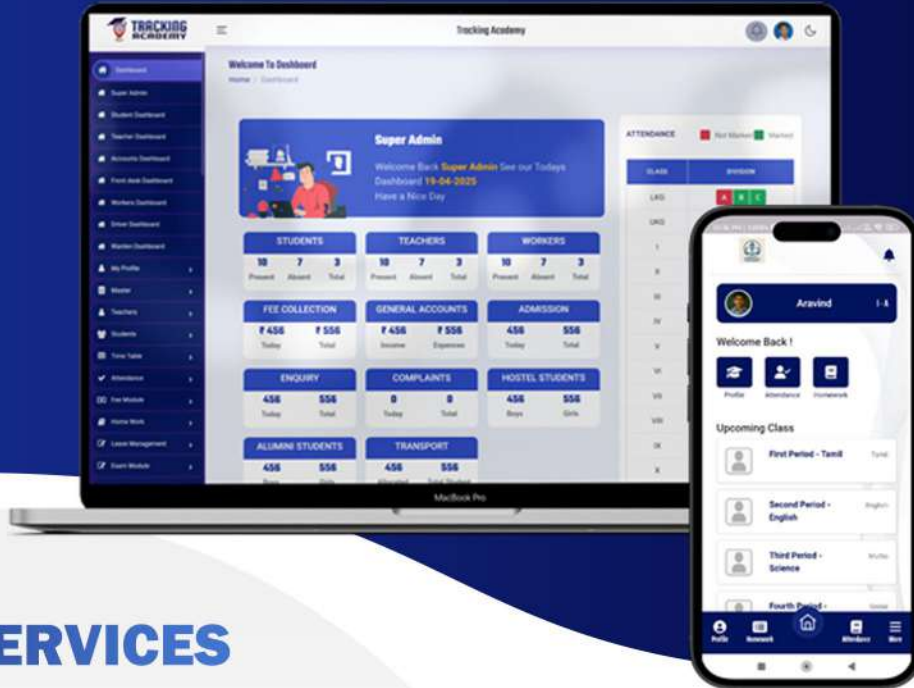 TRACKING
ACADEMY
Tracking Academy
Dashboard
Super Admin
Student Dashboard
Teacher Dashboard
Accounts Dashboard
Front desk Dashboard
Workers Dashboard
Driver Dashboard
Warden Dashboard
My Profile
Master
Teachers
Students
Time Table
Attendance
Fee Module
Home Work
Leave Management
Exam Module
Welcome To Dashboard
Home / Dashboard
Super Admin
Welcome Back Super Admin See our Todays
Dashboard 19-04-2025
Have a Nice Day
STUDENTS
10 7 3
Present Absent Total
TEACHERS
10 7 3
Present Absent Total
WORKERS
10 7 3
Present Absent Total
FEE COLLECTION
₹ 456 ₹ 556
Today Total
GENERAL ACCOUNTS
₹ 456 ₹ 556
Income Expenses
ADMISSION
456 556
Today Total
ENQUIRY
456 556
Today Total
COMPLAINTS
0 0
Today Total
HOSTEL STUDENTS
456 556
Boys Girls
ALUMINI STUDENTS
456 556
TRANSPORT
456 556
ATTENDANCE Not Marked Marked
CLASS DIVISION
LKG A B C
UKG
I
II
III
IV
V
VI
VII
VIII
IX
X
MacBook Pro
Aravind I-A
Welcome Back !
Profile Attendance Homework
Upcoming Class
First Period - Tamil Tamil
Second Period - English
English
Third Period - Maths
Science
Fourth Period -
Profile Homework Attendance More
ERVICES